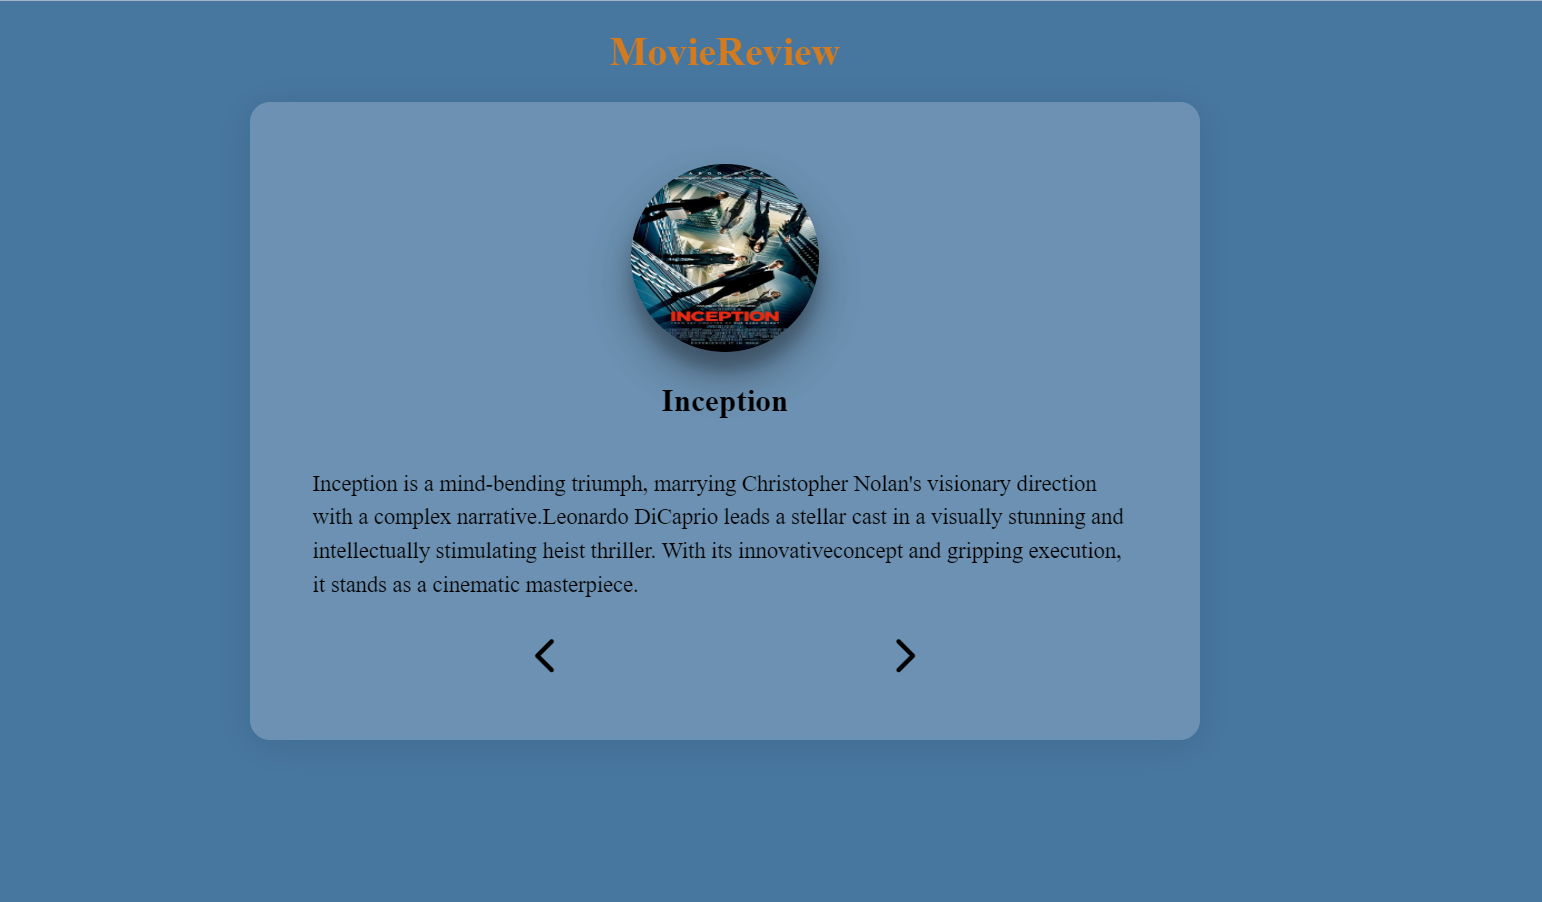 MovieReview
INCEPTION
Inception
Inception is a mind-bending triumph, marrying Christopher Nolan's visionary direction
with a complex narrative.Leonardo DiCaprio leads a stellar cast in a visually stunning and
intellectually stimulating heist thriller. With its innovativeconcept and gripping execution,
it stands as a cinematic masterpiece.